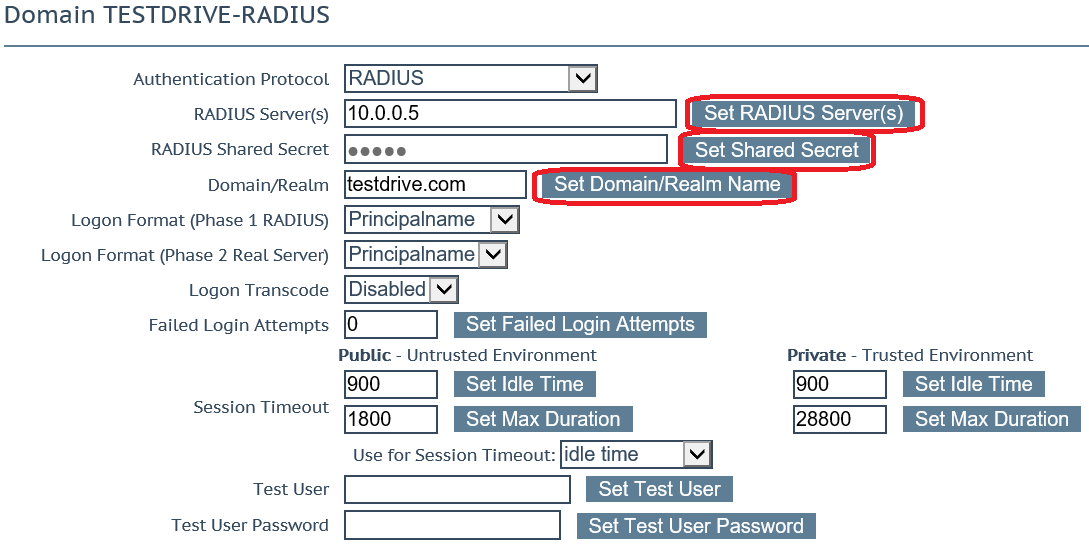 Domain TESTDRIVE-RADIUS
Authentication Protocol RADIUS
RADIUS Server(s) 10.0.0.5 Set RADIUS Server(s)
RADIUS Shared Secret ●●●●● Set Shared Secret
Domain/Realm testdrive.com Set Domain/Realm Name
Logon Format (Phase 1 RADIUS) Principalname
Logon Format (Phase 2 Real Server) Principalname
Logon Transcode Disabled
Failed Login Attempts 0 Set Failed Login Attempts
Public - Untrusted Environment Private - Trusted Environment
900 Set Idle Time 900 Set Idle Time
Session Timeout
1800 Set Max Duration 28800 Set Max Duration
Use for Session Timeout: idle time
Test User Set Test User
Test User Password Set Test User Password